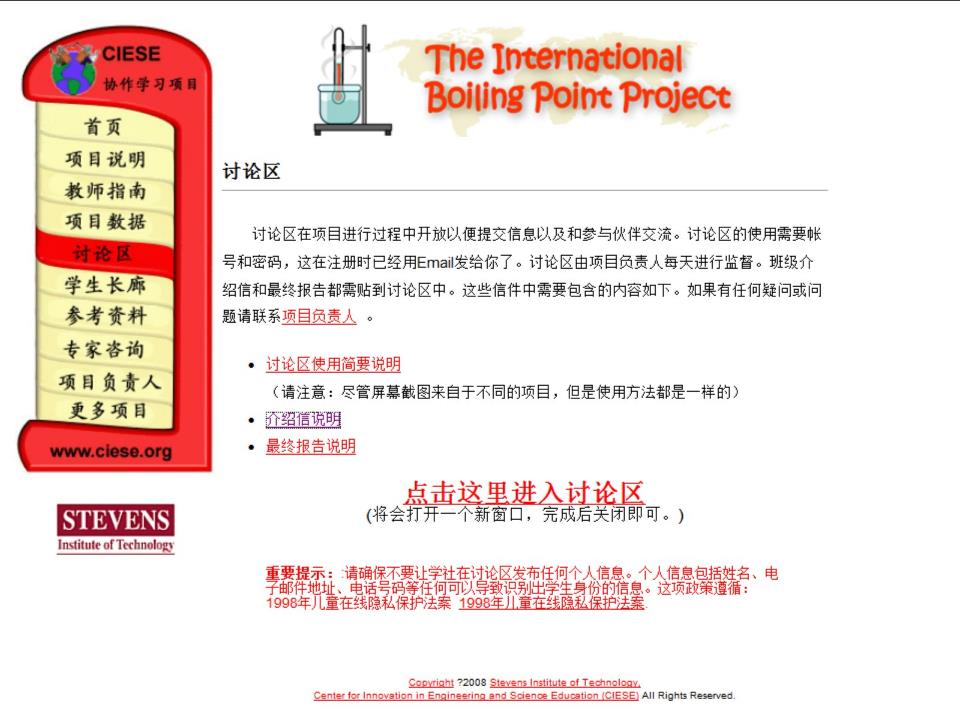 CIESE
协作学习项目
首页
项目说明
教师指南
项目数据
讨论区
学生长廊
参考资料
专家咨询
项目负责人
更多项目
www.ciese.org
STEVENS
Institute of Technology
The International
Boiling Point Project
讨论区
讨论区在项目进行过程中开放以便提交信息以及和参与伙伴交流。讨论区的使用需要帐
号和密码，这在注册时已经用Email发给你了。讨论区由项目负责人每天进行监督。班级介
绍信和最终报告都需贴到讨论区中。这些信件中需要包含的内容如下。如果有任何疑问或问
题请联系项目负责人 。
• 讨论区使用简要说明
（请注意：尽管屏幕截图来自于不同的项目，但是使用方法都是一样的）
• 介绍信说明
• 最终报告说明
点击这里进入讨论区
(将会打开一个新窗口，完成后关闭即可。)
重要提示：:请确保不要让学社在讨论区发布任何个人信息。个人信息包括姓名、电
子邮件地址、电话号码等任何可以导致识别出学生身份的信息。这项政策遵循：
1998年儿童在线隐私保护法案 1998年儿童在线隐私保护法案.
Copyright ?2008 Stevens Institute of Technology,
Center for Innovation in Engineering and Science Education (CIESE) All Rights Reserved.